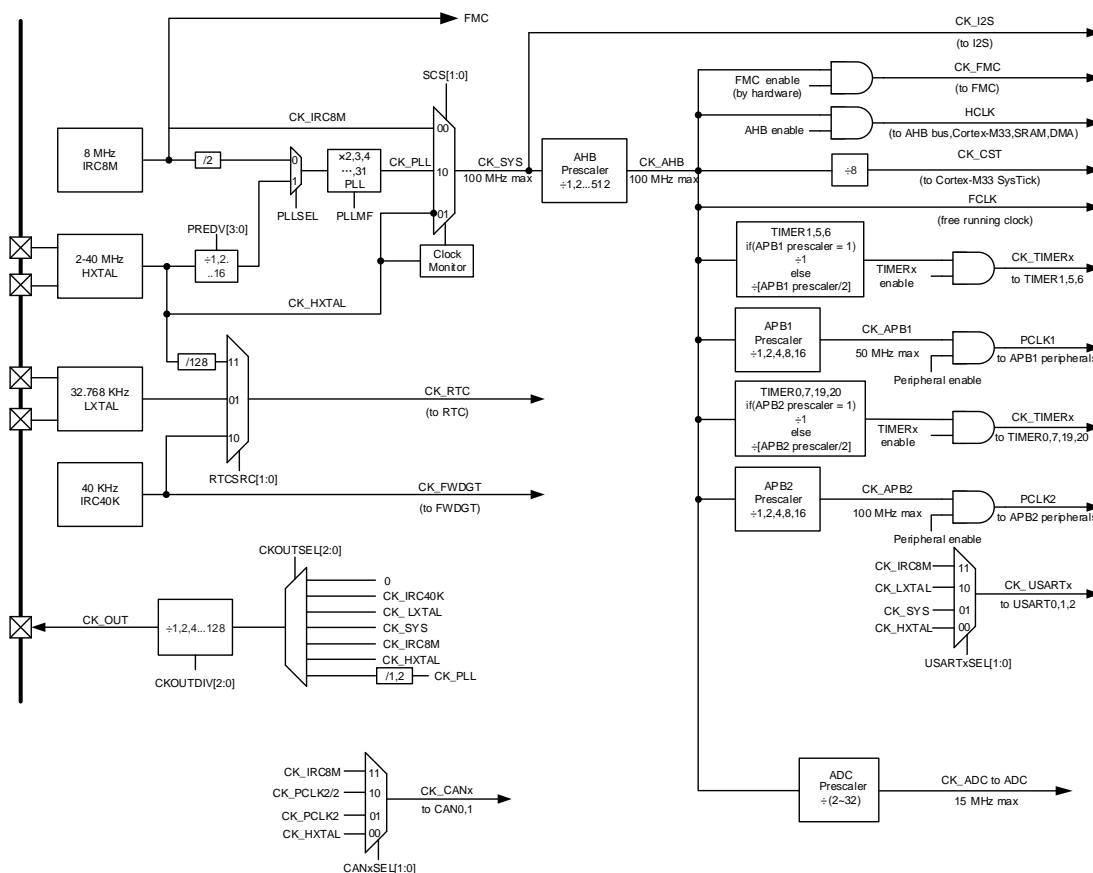 FMC
CK_I2S
(to I2S)
SCS[1:0]
FMC enable
(by hardware)
CK_FMC
(to FMC)
CK_IRC8M
00
AHB enable
HCLK
(to AHB bus,Cortex-M33,SRAM,DMA)
8 MHz
IRC8M
/2
0
1
PLLSEL
×2,3,4
…,31
PLL
PLLMF
CK_PLL
10
CK_SYS
100 MHz max
AHB
Prescaler
÷1,2...512
CK_AHB
100 MHz max
÷8
CK_CST
(to Cortex-M33 SysTick)
FCLK
(free running clock)
01
Clock
Monitor
PREDV[3:0]
÷1,2.
..16
2-40 MHz
HXTAL
CK_HXTAL
TIMER1,5,6
if(APB1 prescaler = 1)
÷1
else
÷[APB1 prescaler/2]
TIMERx
enable
CK_TIMERx
to TIMER1,5,6
APB1
Prescaler
÷1,2,4,8,16
CK_APB1
50 MHz max
Peripheral enable
PCLK1
to APB1 peripherals
/128
11
32.768 KHz
LXTAL
01
10
RTCSRC[1:0]
CK_RTC
(to RTC)
TIMER0,7,19,20
if(APB2 prescaler = 1)
÷1
else
÷[APB2 prescaler/2]
TIMERx
enable
CK_TIMERx
to TIMER0,7,19,20
40 KHz
IRC40K
CK_FWDGT
(to FWDGT)
APB2
Prescaler
÷1,2,4,8,16
CK_APB2
100 MHz max
Peripheral enable
PCLK2
to APB2 peripherals
CKOUTSEL[2:0]
0
CK_IRC40K
CK_LXTAL
CK_SYS
CK_IRC8M
CK_HXTAL
/1,2
CK_PLL
CK_OUT
÷1,2,4...128
CKOUTDIV[2:0]
CK_IRC8M
11
CK_LXTAL
10
CK_SYS
01
CK_HXTAL
00
USARTxSEL[1:0]
CK_USARTx
to USART0,1,2
CK_IRC8M
11
CK_PCLK2/2
10
CK_PCLK2
01
CK_HXTAL
00
CANxSEL[1:0]
CK_CANx
to CAN0,1
ADC
Prescaler
÷(2~32)
CK_ADC to ADC
15 MHz max